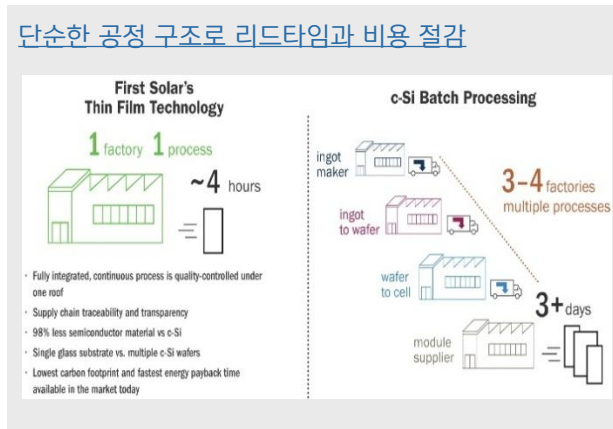 단순한 공정 구조로 리드타임과 비용 절감
First Solar's
Thin Film Technology
1 factory 1 process
~4 hours
· Fully integrated, continuous process is quality-controlled under
one roof
· Supply chain traceability and transparency
· 98% less semiconductor material vs c-Si
· Single glass substrate vs. multiple c-Si wafers
· Lowest carbon footprint and fastest energy payback time
available in the market today
c-Si Batch Processing
ingot
maker
3-4 factories
multiple processes
ingot
to wafer
wafer
to cell
3+ days
module
supplier